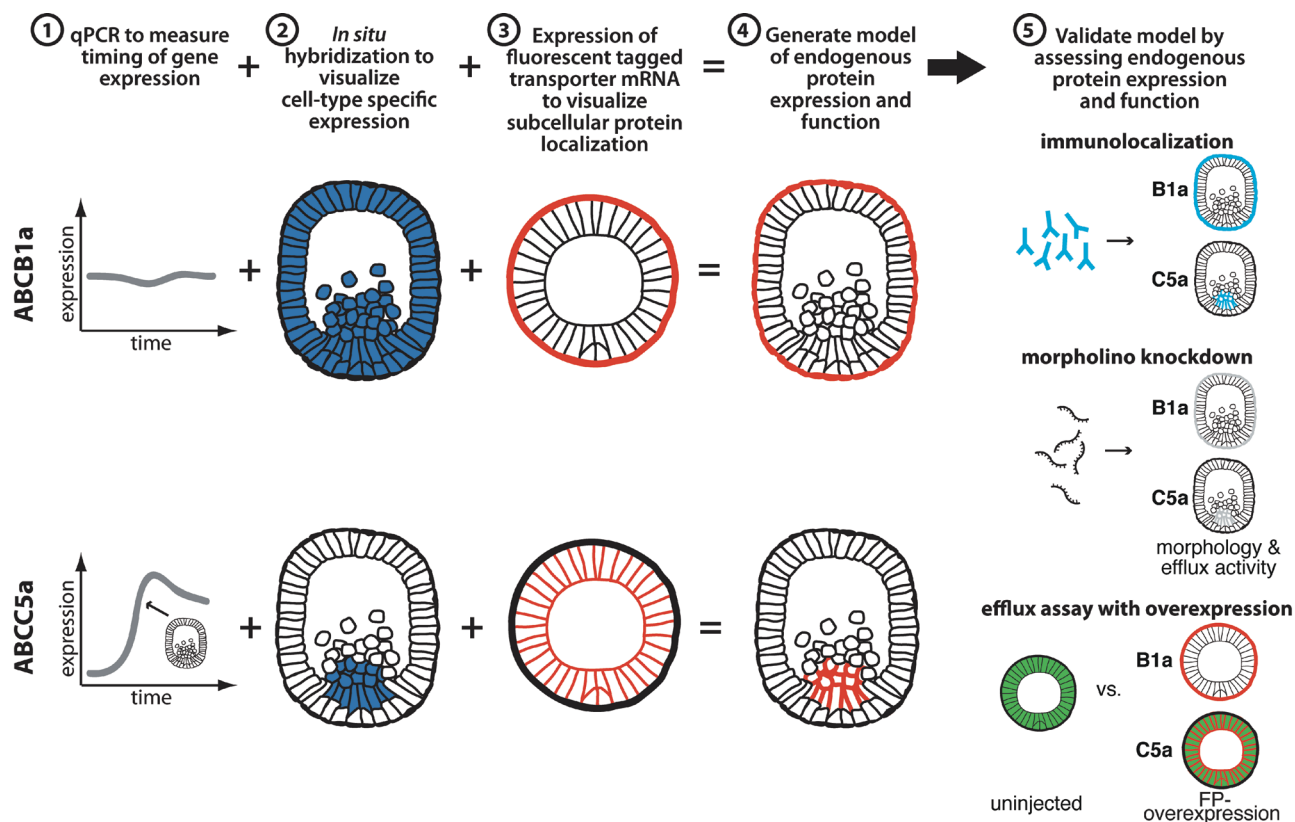 1 qPCR to measure
timing of gene
expression
+
2 In situ
hybridization to
visualize
cell-type specific
expression
+
3 Expression of
fluorescent tagged
transporter mRNA
to visualize
subcellular protein
localization
=
4 Generate model
of endogenous
protein
expression and
function
5 Validate model by
assessing endogenous
protein expression
and function
ABCB1a
expression
time
+
+
=
immunolocalization
B1a
C5a
morpholino knockdown
B1a
C5a
morphology &
efflux activity
ABCC5a
expression
time
+
+
=
efflux assay with overexpression
B1a
vs.
C5a
uninjected
FP-
overexpression